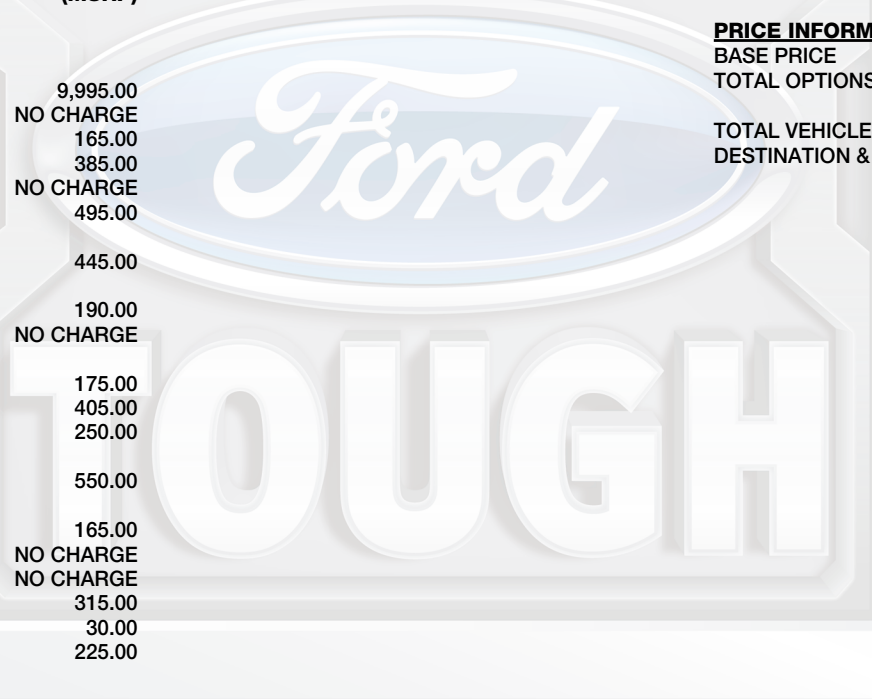 9,995.00
NO CHARGE
165.00
385.00
NO CHARGE
495.00
445.00
190.00
NO CHARGE
175.00
405.00
250.00
550.00
165.00
NO CHARGE
NO CHARGE
315.00
30.00
225.00
PRICE INFORM
BASE PRICE
TOTAL OPTIONS
TOTAL VEHICLE
DESTINATION &
Ford
TOUGH